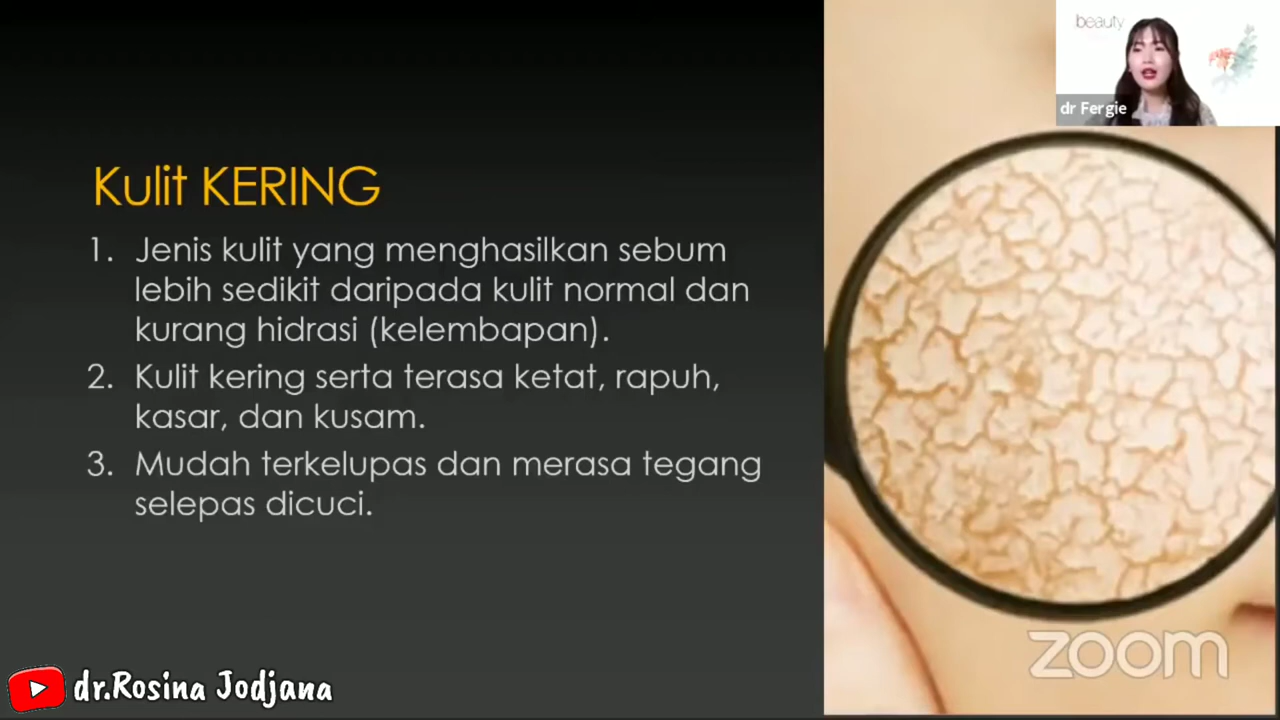 beauty
dr Fergie
Kulit KERING
1. Jenis kulit yang menghasilkan sebum
lebih sedikit daripada kulit normal dan
kurang hidrasi (kelembapan).
2. Kulit kering serta terasa ketat, rapuh,
kasar, dan kusam.
3. Mudah terkelupas dan merasa tegang
selepas dicuci.
zoom
dr.Rosina Jodjana